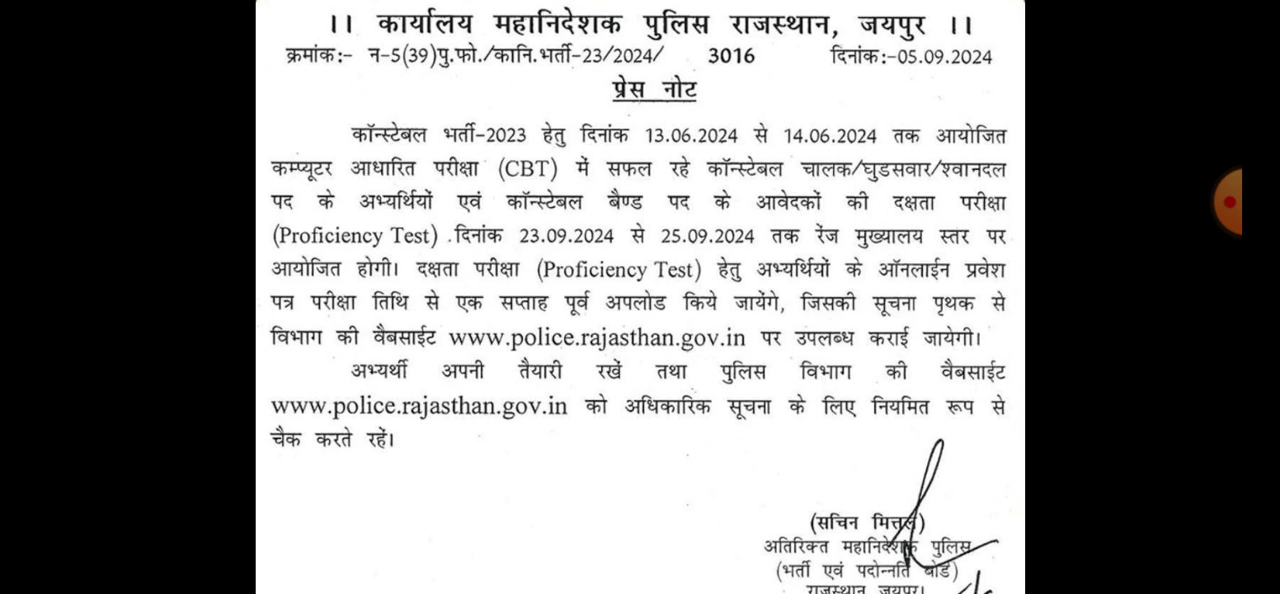 ।। कार्यालय महानिदेशक पुलिस राजस्थान, जयपुर ।।
क्रमांक:- न-5(39)पु.फो./कानि.भर्ती-23/2024/ 3016 दिनांक:-05.09.2024
प्रेस नोट
कॉन्स्टेबल भर्ती-2023 हेतु दिनांक 13.06.2024 से 14.06.2024 तक आयोजित
कम्प्यूटर आधारित परीक्षा (CBT) में सफल रहे कॉन्स्टेबल चालक/घुडसवार/श्वानदल
पद के अभ्यर्थियों एवं कॉन्स्टेबल बैण्ड पद के आवेदकों की दक्षता परीक्षा
(Proficiency Test) दिनांक 23.09.2024 से 25.09.2024 तक रेंज मुख्यालय स्तर पर
आयोजित होगी। दक्षता परीक्षा (Proficiency Test) हेतु अभ्यर्थियों के ऑनलाईन प्रवेश
पत्र परीक्षा तिथि से एक सप्ताह पूर्व अपलोड किये जायेंगे, जिसकी सूचना पृथक से
विभाग की वैबसाईट www.police.rajasthan.gov.in पर उपलब्ध कराई जायेगी।
अभ्यर्थी अपनी तैयारी रखें तथा पुलिस विभाग की वैबसाईट
www.police.rajasthan.gov.in को अधिकारिक सूचना के लिए नियमित रूप से
चैक करते रहें।
(सचिन मित्तल)
अतिरिक्त महानिदेशक पुलिस
(भर्ती एवं पदोन्नति बोर्ड)
राजस्थान जयपुर।